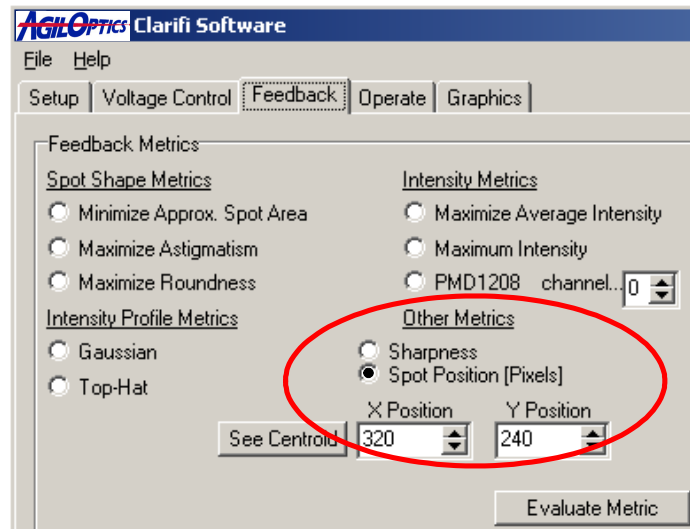 AGILOPTICS Clarifi Software
File Help
Setup Voltage Control Feedback Operate Graphics
Feedback Metrics
Spot Shape Metrics
Minimize Approx. Spot Area
Maximize Astigmatism
Maximize Roundness
Intensity Metrics
Maximize Average Intensity
Maximum Intensity
PMD1208 channel... 0
Intensity Profile Metrics
Gaussian
Top-Hat
Other Metrics
Sharpness
Spot Position [Pixels]
X Position Y Position
See Centroid 320 240
Evaluate Metric